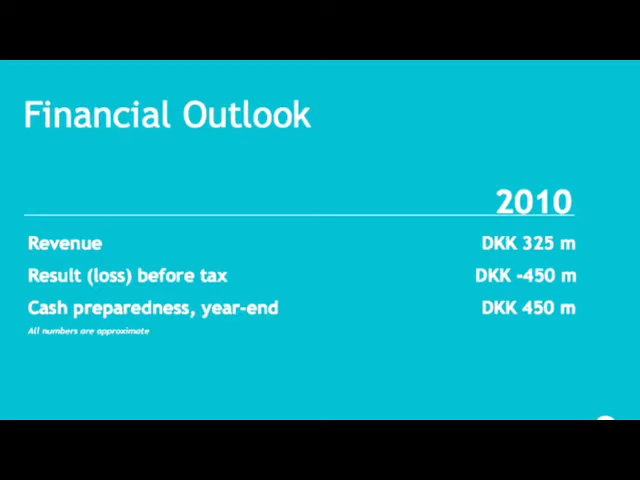 Financial Outlook
2010
Revenue DKK 325 m
Result (loss) before tax DKK -450 m
Cash preparedness, year-end DKK 450 m
All numbers are approximate